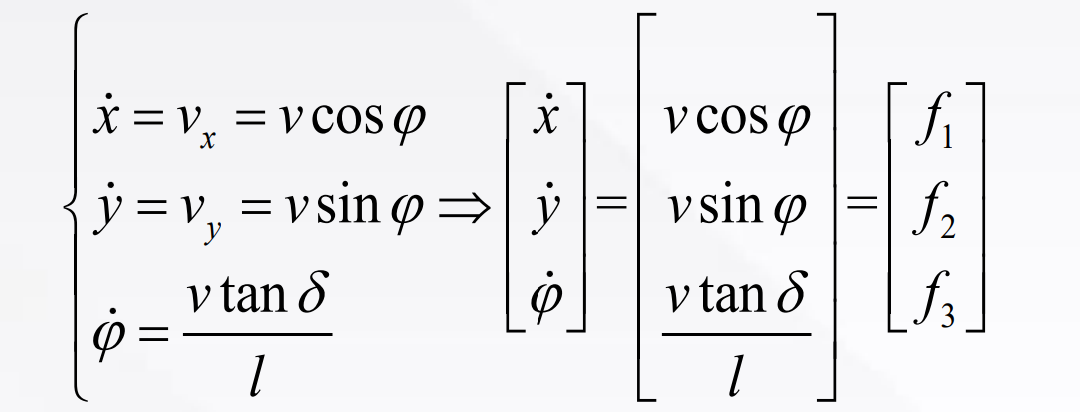 ẋ = vₓ = v cos φ
ẏ = v_y = v sin φ ⇒ [ẋ ẏ φ̇] = [v cos φ v sin φ v tan δ / l] = [f₁ f₂ f₃]
φ̇ = v tan δ / l